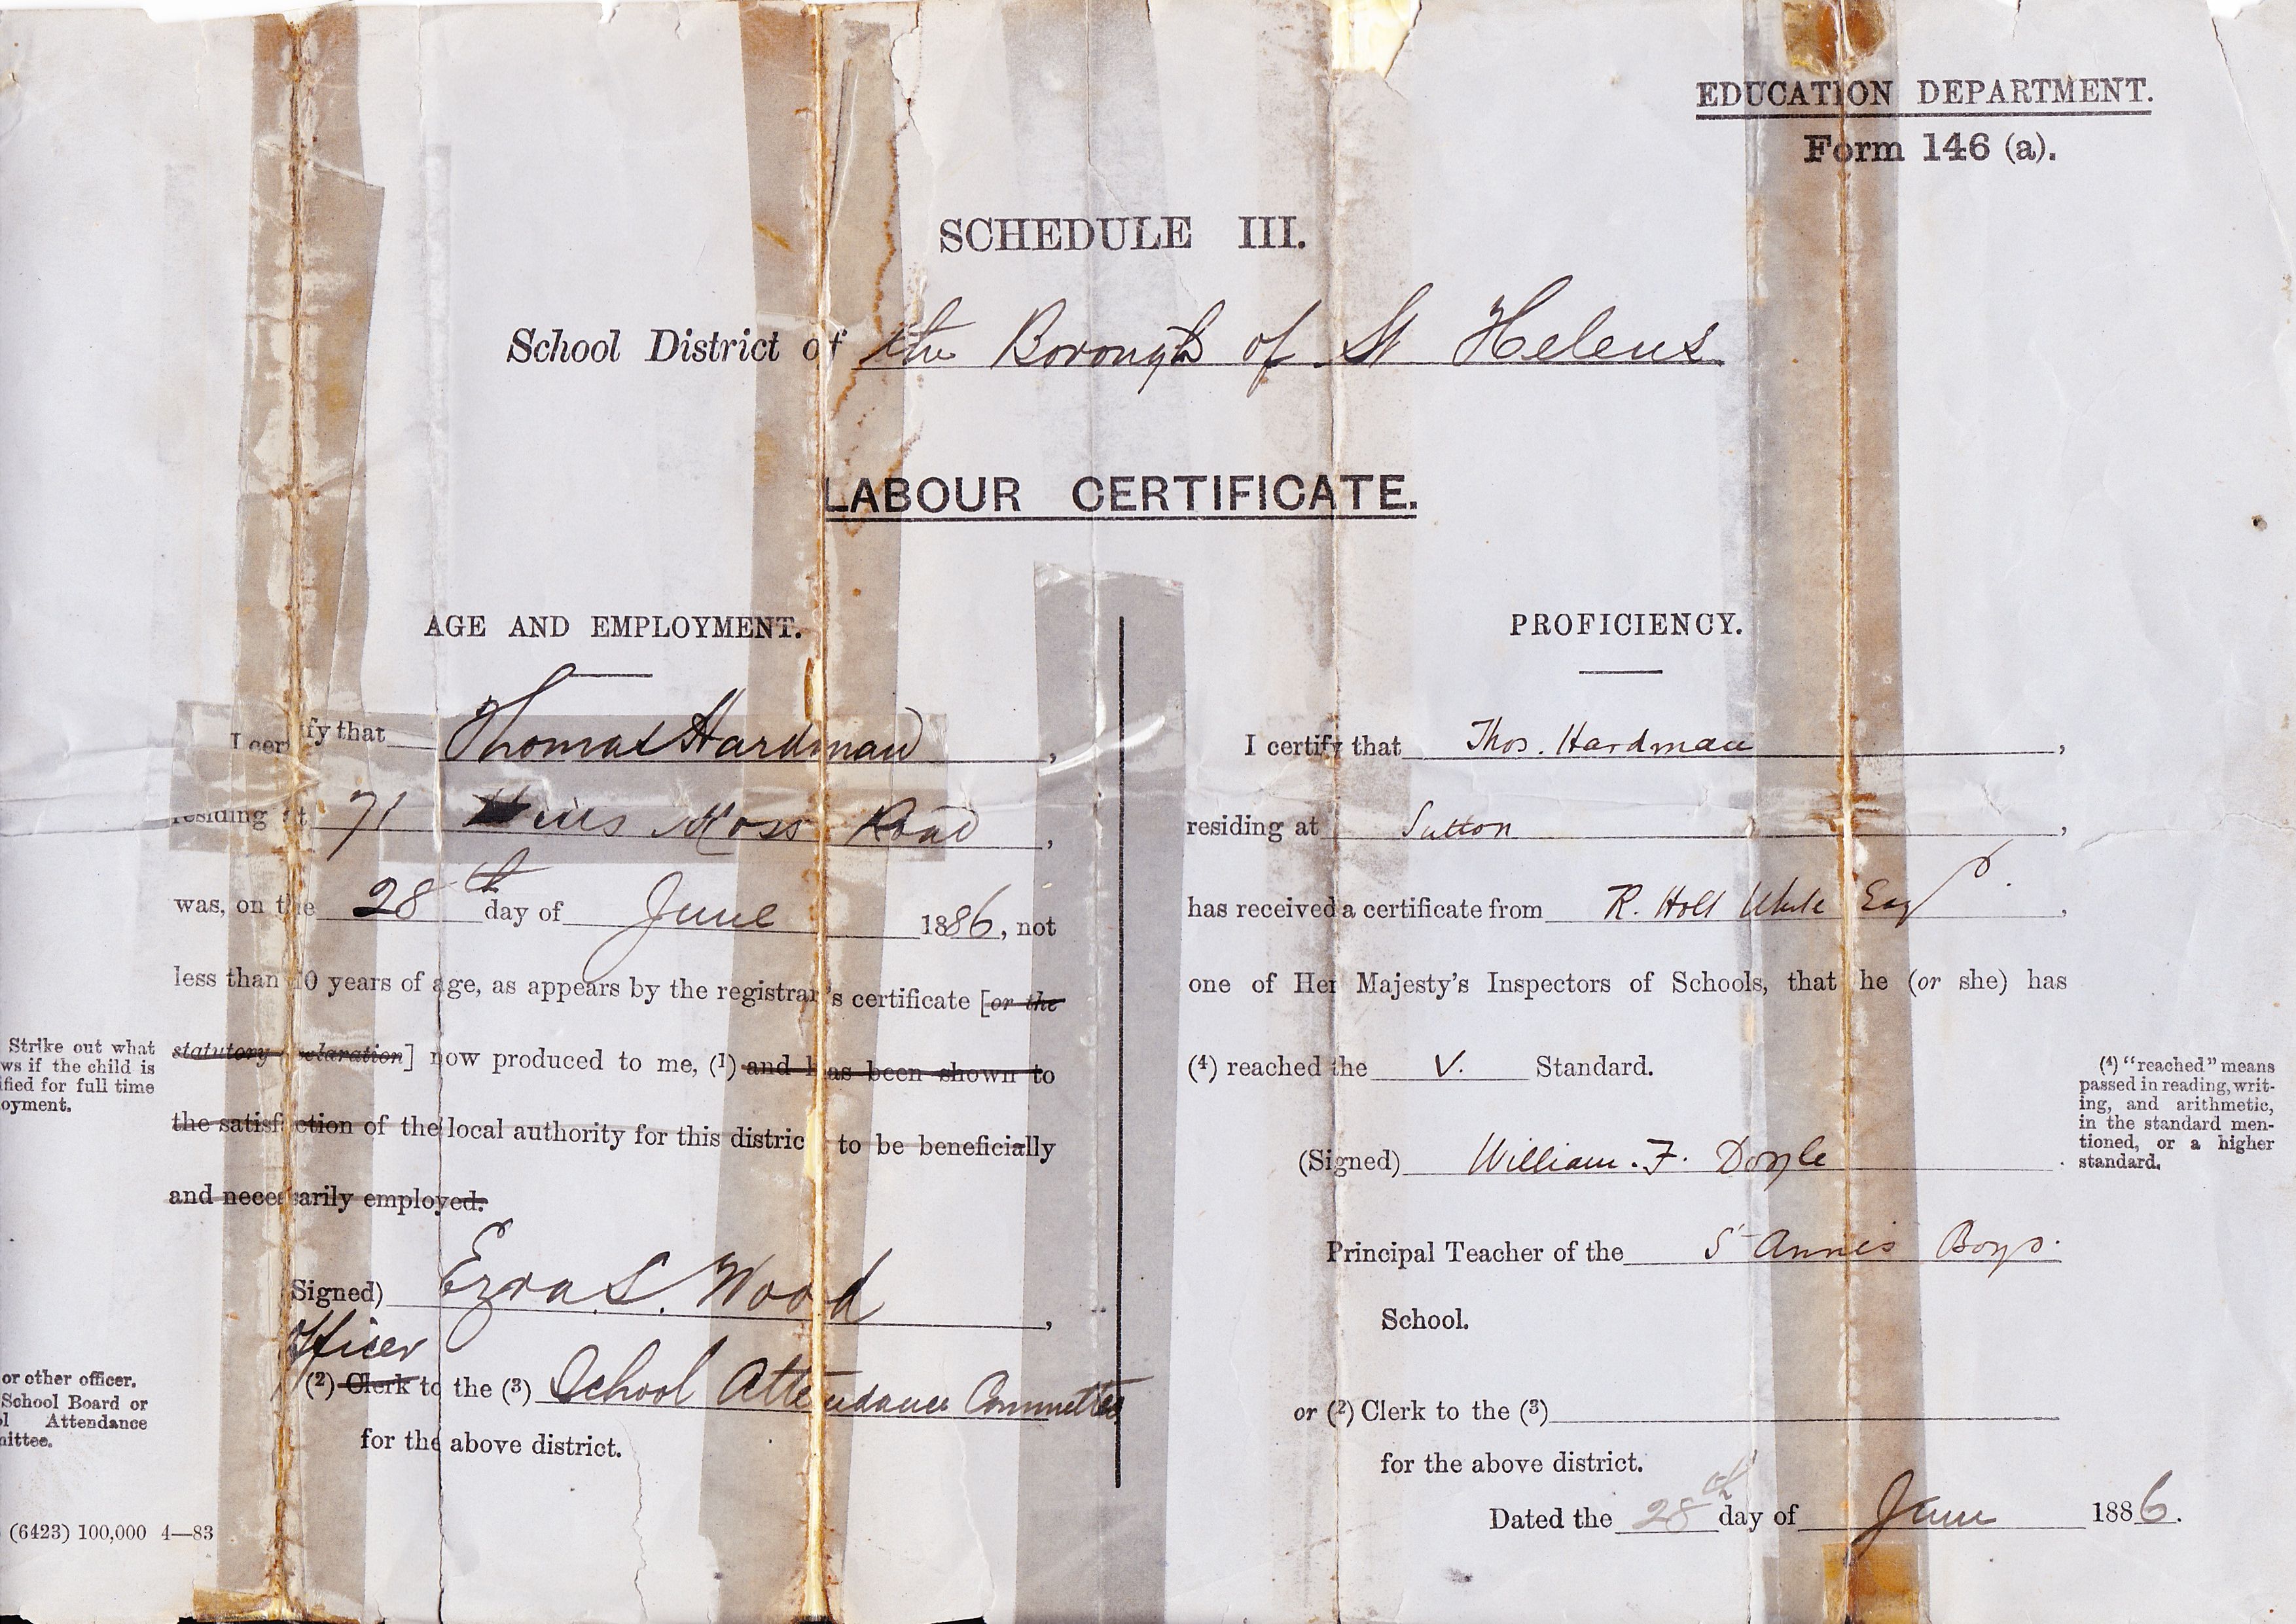 EDUCATION DEPARTMENT.
Form 146 (a).
SCHEDULE III.
School District of the Borough of St Helens
LABOUR CERTIFICATE.
AGE AND EMPLOYMENT.
I certify that Thomas Hardman,
residing at 71 Moss Road,
was, on the 28th day of June 1886, not
less than 10 years of age, as appears by the registrar's certificate [or the
statutory declaration] now produced to me, (1) and has been shown to
the satisfaction of the local authority for this district to be beneficially
and necessarily employed.
(Signed) Ezra S. Wood,
Officer
(2) Clerk to the (3) School Attendance Committee
for the above district.
Strike out what
ws if the child is
ified for full time
oyment.
or other officer.
School Board or
ol Attendance
mittee.
(6423) 100,000 4—83
PROFICIENCY.
I certify that Thos. Hardman,
residing at Sutton,
has received a certificate from R. Holt White Esqr.,
one of Her Majesty's Inspectors of Schools, that he (or she) has
(4) reached the V. Standard.
(Signed) William. F. Doyle.
Principal Teacher of the St Annes Boys.
School.
or (2) Clerk to the (3)
for the above district.
Dated the 28th day of June 1886.
(4) "reached" means
passed in reading, writ-
ing, and arithmetic,
in the standard men-
tioned, or a higher
standard.